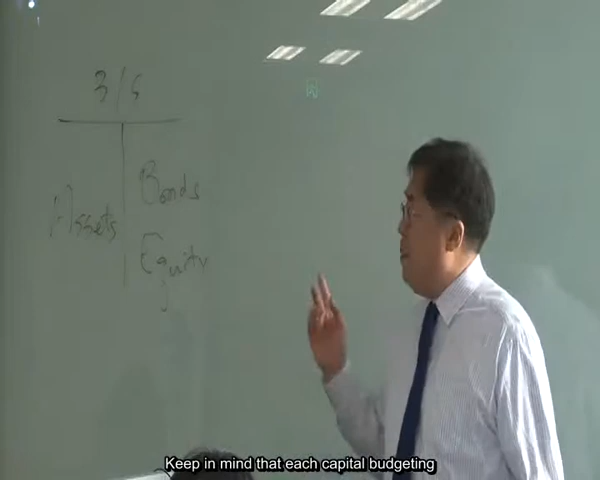 B/S
Bonds
Assets
Equity
Keep in mind that each capital budgeting